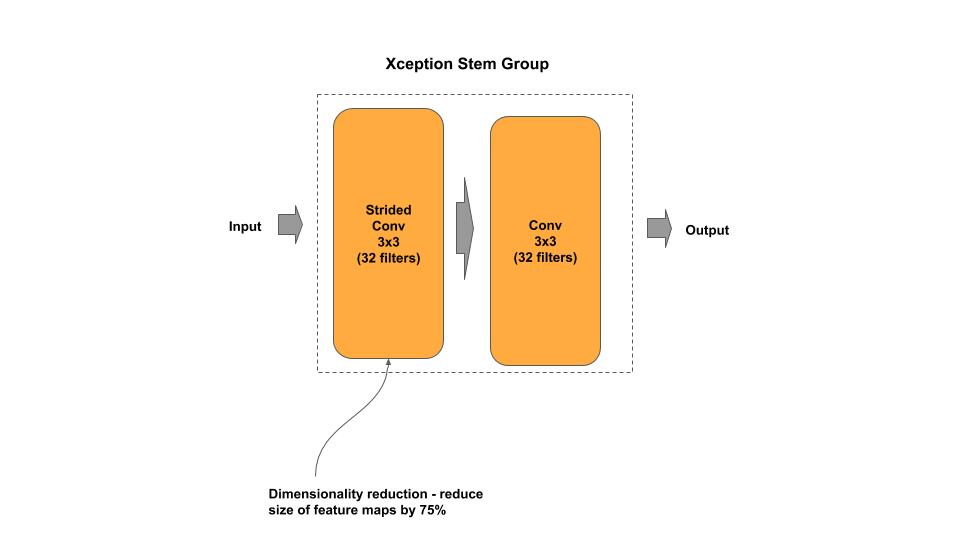 Xception Stem Group
Input
Strided
Conv
3x3
(32 filters)
Conv
3x3
(32 filters)
Output
Dimensionality reduction - reduce
size of feature maps by 75%